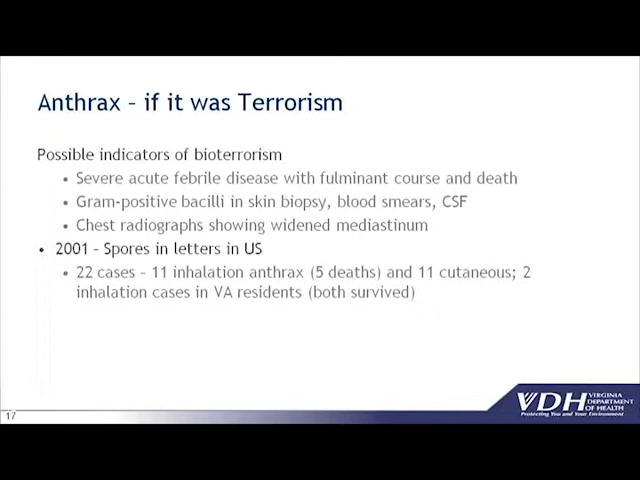 Anthrax – if it was Terrorism
Possible indicators of bioterrorism
• Severe acute febrile disease with fulminant course and death
• Gram-positive bacilli in skin biopsy, blood smears, CSF
• Chest radiographs showing widened mediastinum
• 2001 – Spores in letters in US
• 22 cases – 11 inhalation anthrax (5 deaths) and 11 cutaneous; 2
inhalation cases in VA residents (both survived)
17
VDH VIRGINIA
DEPARTMENT
OF HEALTH
Protecting You and Your Environment